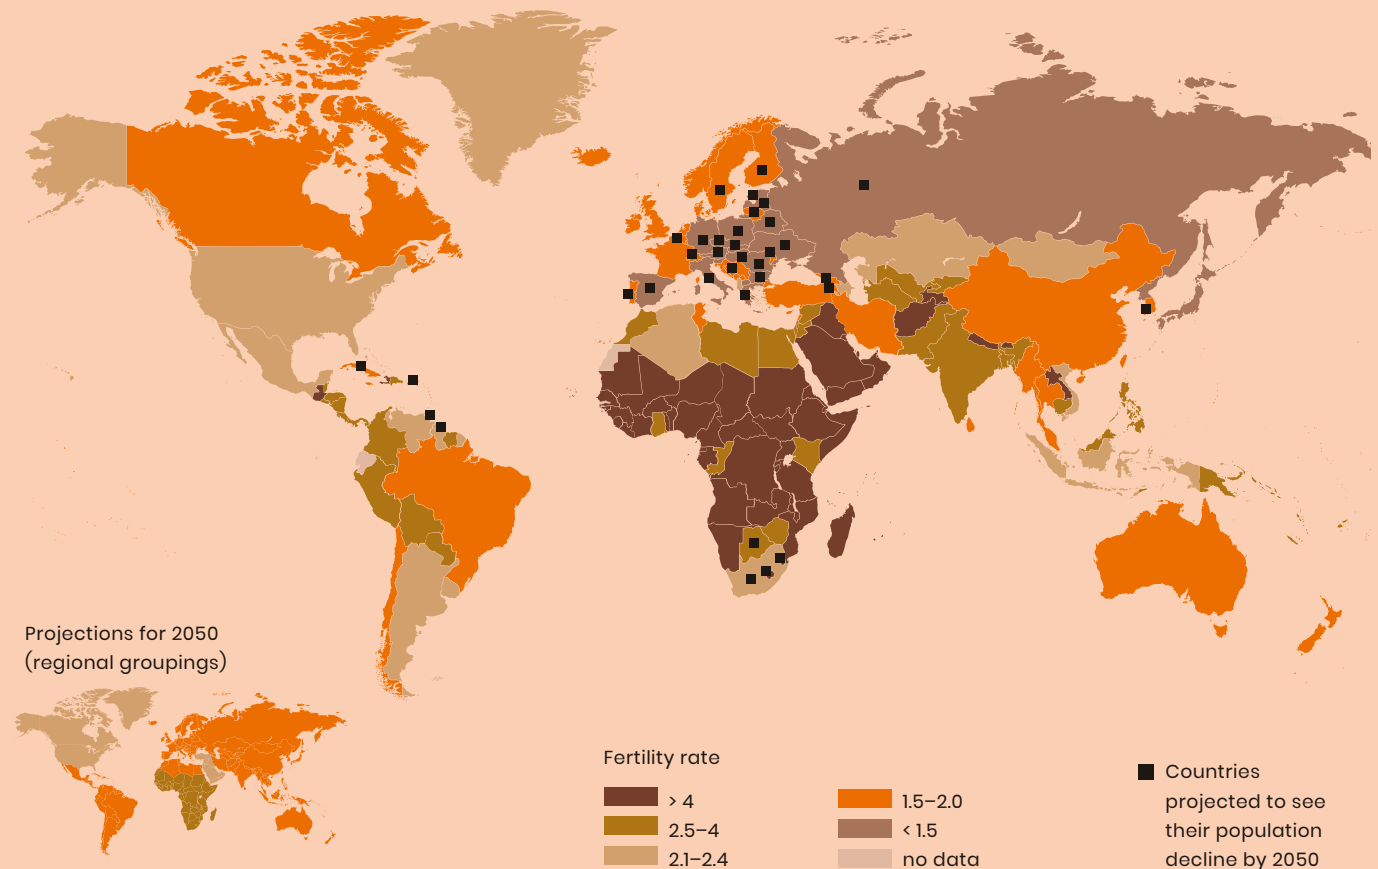 Projections for 2050
(regional groupings)
Fertility rate
> 4
2.5–4
2.1–2.4
1.5–2.0
< 1.5
no data
Countries
projected to see
their population
decline by 2050